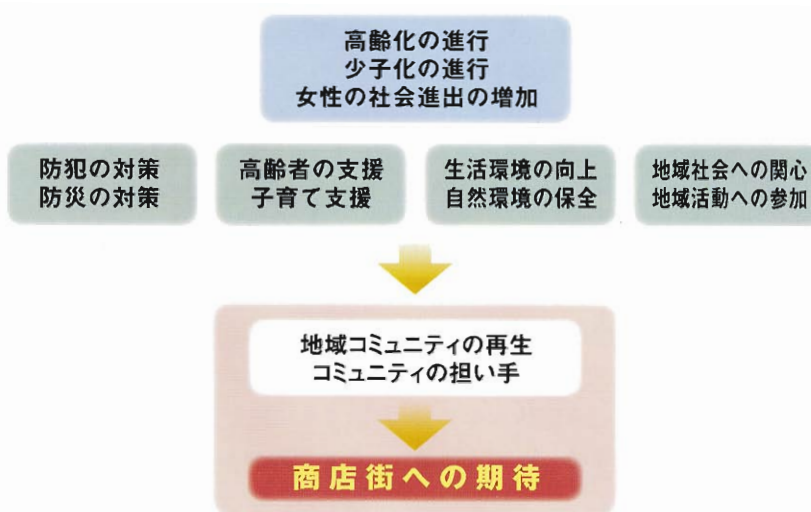 高齢化の進行
少子化の進行
女性の社会進出の増加
防犯の対策
防災の対策
高齢者の支援
子育て支援
生活環境の向上
自然環境の保全
地域社会への関心
地域活動への参加
地域コミュニティの再生
コミュニティの担い手
商店街への期待